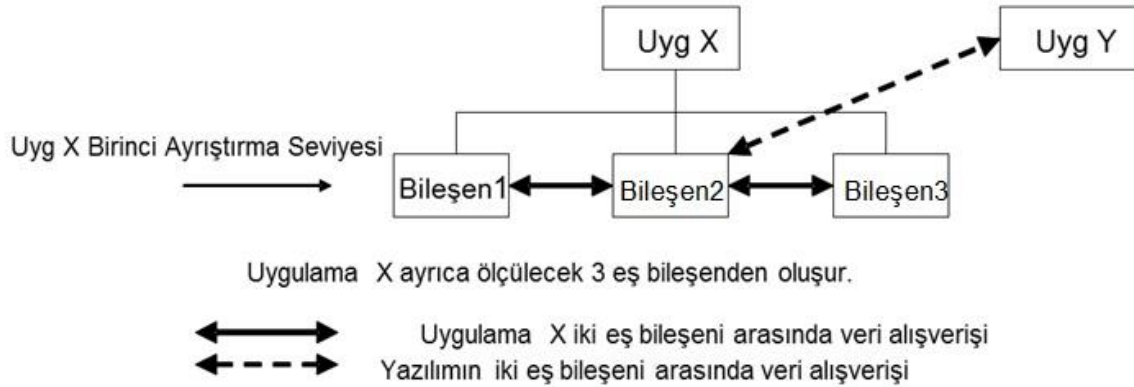 Uyg X
Uyg Y
Uyg X Birinci Ayrıştırma Seviyesi
Bileşen1
Bileşen2
Bileşen3
Uygulama X ayrıca ölçülecek 3 eş bileşenden oluşur.
Uygulama X iki eş bileşeni arasında veri alışverişi
Yazılımın iki eş bileşeni arasında veri alışverişi